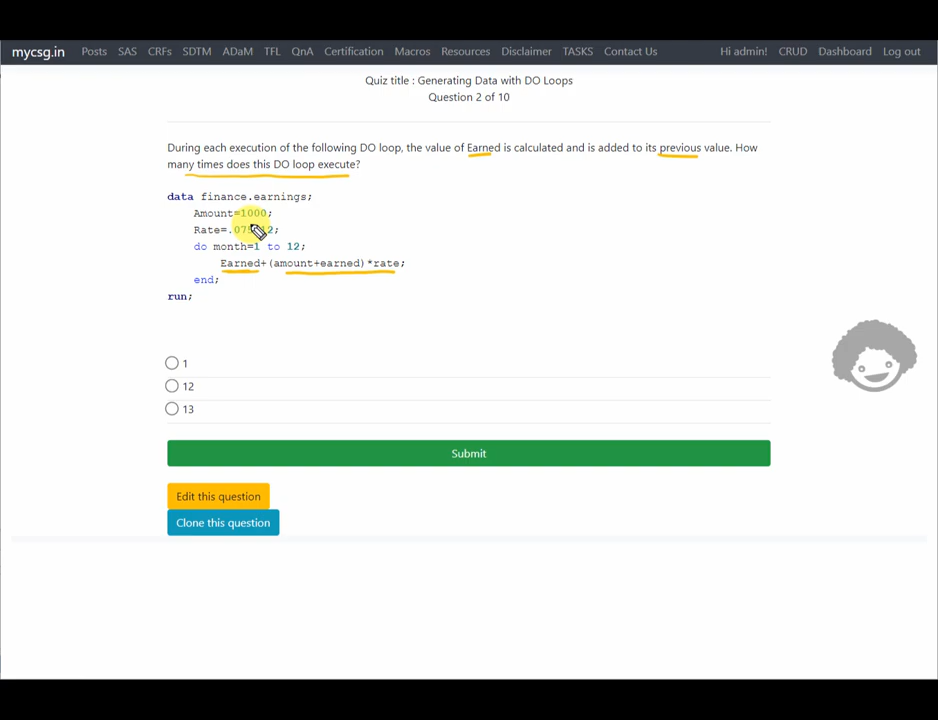 mycsg.in Posts SAS CRFs SDTM ADaM TFL QnA Certification Macros Resources Disclaimer TASKS Contact Us Hi admin! CRUD Dashboard Log out
Quiz title : Generating Data with DO Loops
Question 2 of 10
During each execution of the following DO loop, the value of Earned is calculated and is added to its previous value. How
many times does this DO loop execute?
data finance.earnings;
Amount=1000;
Rate=.075/12;
do month=1 to 12;
Earned+(amount+earned)*rate;
end;
run;
1
12
13
Submit
Edit this question
Clone this question